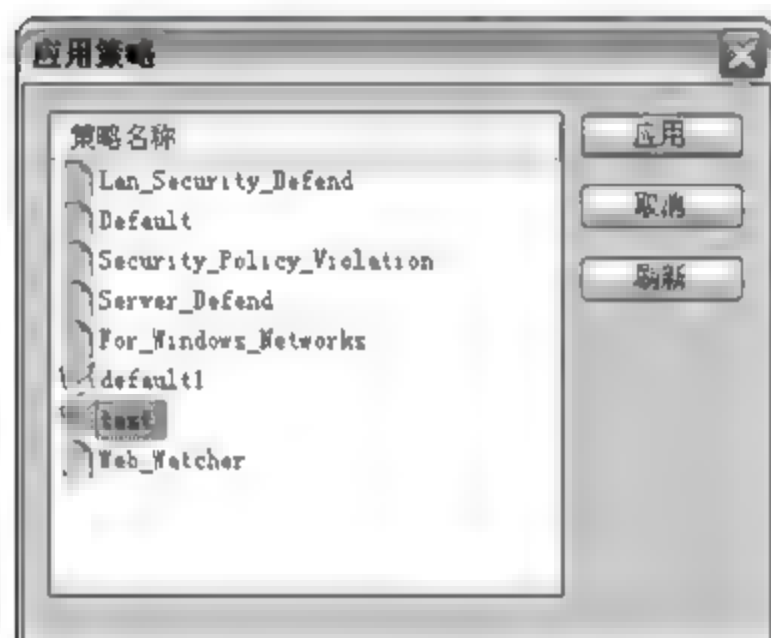 应用策略
策略名称
Lan_Security_Defend
Default
Security_Policy_Violation
Server_Defend
For_Windows_Networks
default1
test
Web_Watcher
应用
取消
刷新